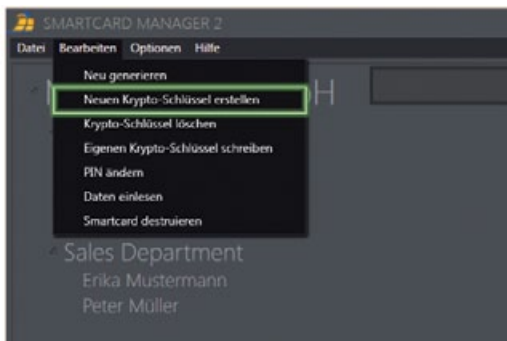 SMARTCARD MANAGER 2
Datei Bearbeiten Optionen Hilfe
Neu generieren
Neuen Krypto-Schlüssel erstellen
Krypto-Schlüssel löschen
Eigenen Krypto-Schlüssel schreiben
PIN ändern
Daten einlesen
Smartcard destruieren
Sales Department
Erika Mustermann
Peter Müller